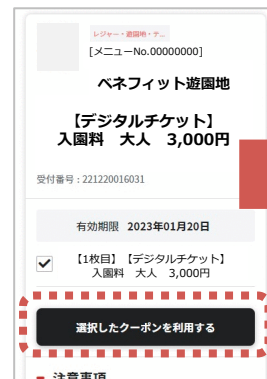 レジャー・遊園地・テ...
[メニューNo.00000000]
ベネフィット遊園地
【デジタルチケット】
入園料 大人 3,000円
受付番号：221220016031
有効期限 2023年01月20日
【1枚目】【デジタルチケット】
入園料 大人 3,000円
選択したクーポンを利用する
注意事項